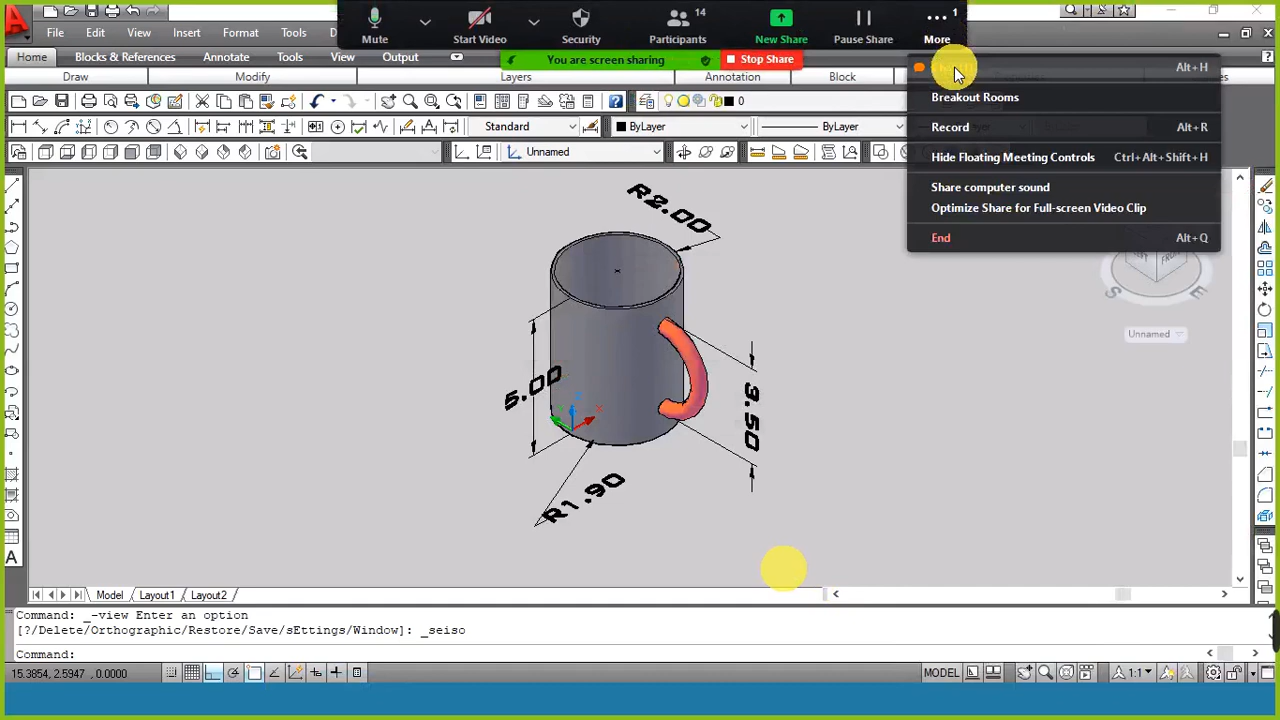 14
1
Mute
Start Video
Security
Participants
New Share
Pause Share
More
File
Edit
View
Insert
Format
Tools
You are screen sharing
Stop Share
Home
Blocks & References
Annotate
Tools
View
Output
Draw
Modify
Layers
Annotation
Block
Alt+H
Breakout Rooms
Record
Alt+R
Hide Floating Meeting Controls
Ctrl+Alt+Shift+H
Share computer sound
Optimize Share for Full-screen Video Clip
End
Alt+Q
0
Standard
ByLayer
ByLayer
Unnamed
R2.00
5.00
3.50
R1.90
S
E
Unnamed
Model
Layout1
Layout2
Command: _-view Enter an option
[?/Delete/Orthographic/Restore/Save/sEttings/Window]: _seiso
Command:
15.3854, 2.5947 , 0.0000
MODEL
1:1